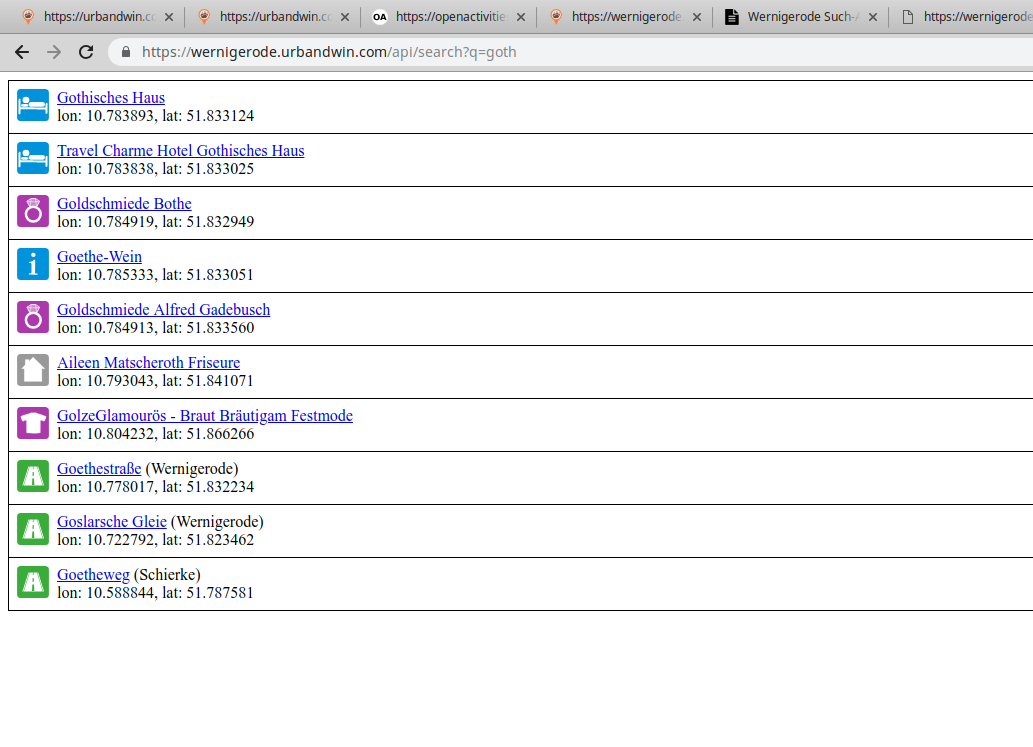 https://urbandwin.co
https://urbandwin.co
OA https://openactivitie
https://wernigerode
Wernigerode Such-A
https://wernigerode
https://wernigerode.urbandwin.com/api/search?q=goth
Gothisches Haus
lon: 10.783893, lat: 51.833124
Travel Charme Hotel Gothisches Haus
lon: 10.783838, lat: 51.833025
Goldschmiede Bothe
lon: 10.784919, lat: 51.832949
Goethe-Wein
lon: 10.785333, lat: 51.833051
Goldschmiede Alfred Gadebusch
lon: 10.784913, lat: 51.833560
Aileen Matscheroth Friseure
lon: 10.793043, lat: 51.841071
GolzeGlamourös - Braut Bräutigam Festmode
lon: 10.804232, lat: 51.866266
Goethestraße (Wernigerode)
lon: 10.778017, lat: 51.832234
Goslarsche Gleie (Wernigerode)
lon: 10.722792, lat: 51.823462
Goetheweg (Schierke)
lon: 10.588844, lat: 51.787581